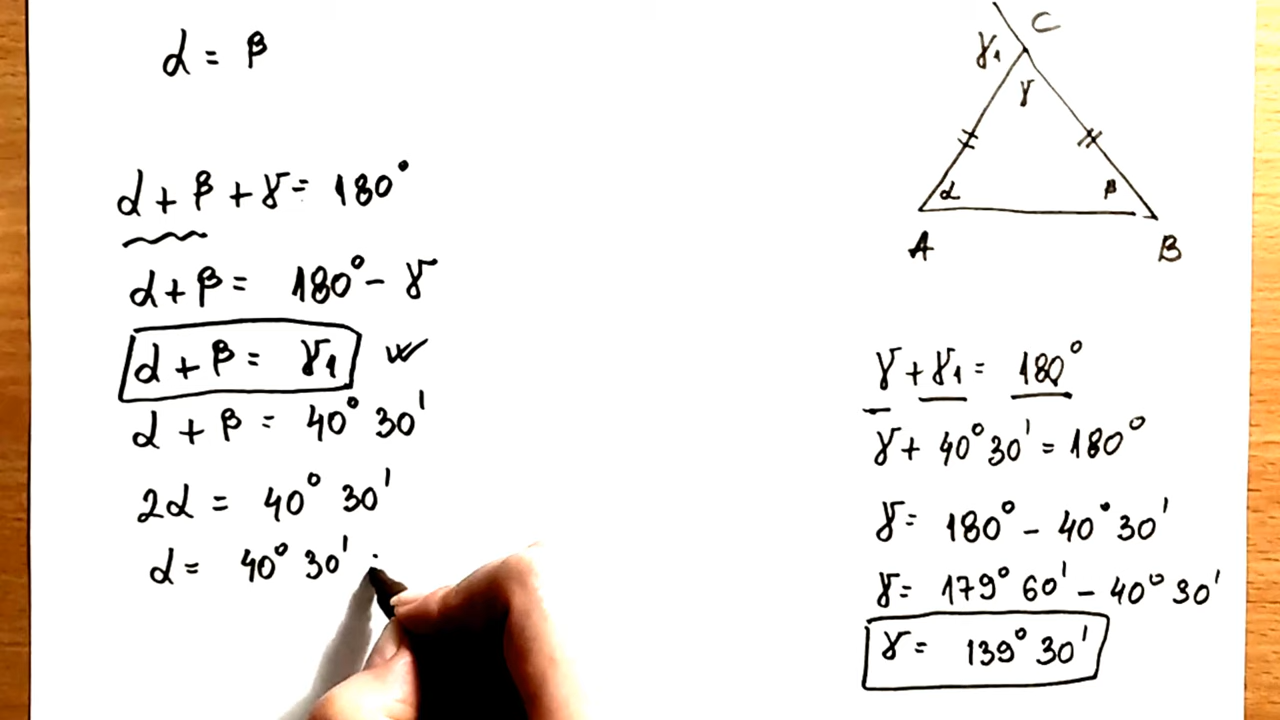 α = β
α + β + γ = 180°
α + β = 180° - γ
α + β = γ₁
α + β = 40° 30'
2α = 40° 30'
α = 40° 30' :
C
γ₁
γ
α
β
A
B
γ + γ₁ = 180°
γ + 40° 30' = 180°
γ = 180° - 40° 30'
γ = 179° 60' - 40° 30'
γ = 139° 30'